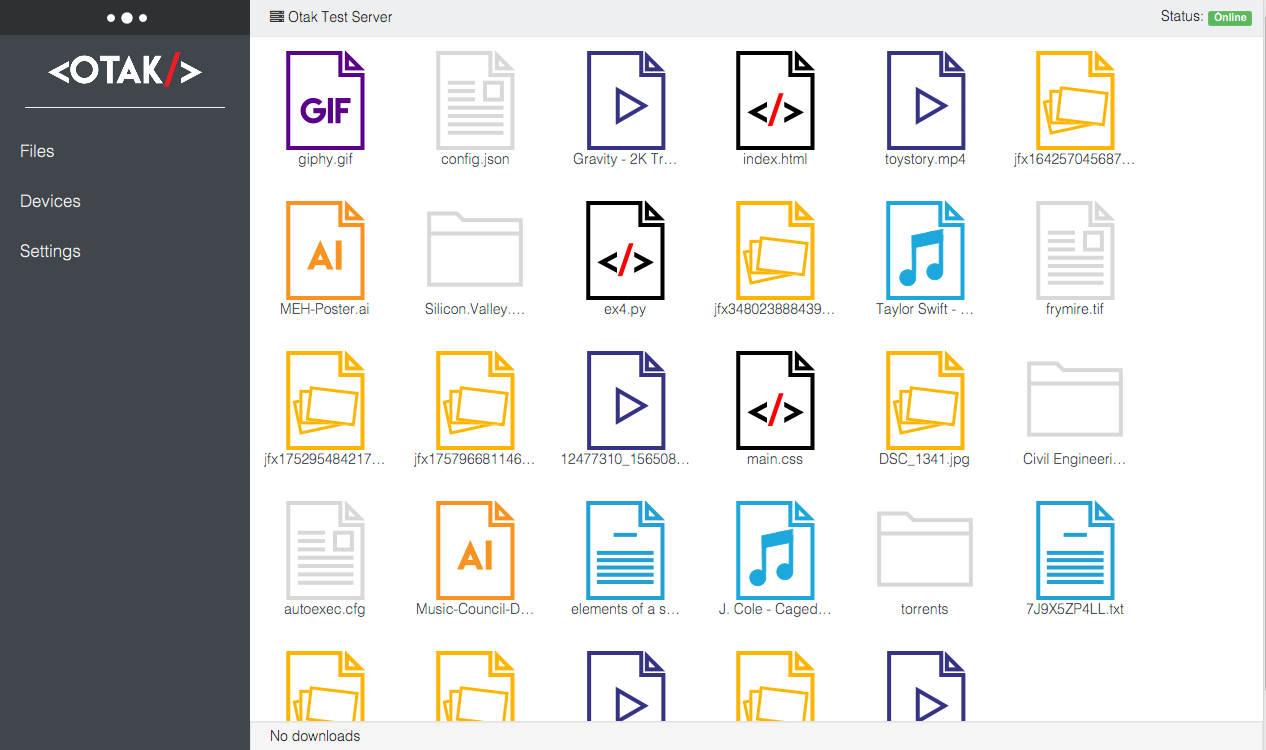 Otak Test Server
Status: Online
<OTAK/>
Files
Devices
Settings
GIF
giphy.gif
config.json
Gravity - 2K Tr...
</>
index.html
toystory.mp4
jfx164257045687...
AI
MEH-Poster.ai
Silicon.Valley....
</>
ex4.py
jfx348023888439...
Taylor Swift - ...
frymire.tif
jfx175295484217...
jfx175796681146...
12477310_156508...
</>
main.css
DSC_1341.jpg
Civil Engineeri...
autoexec.cfg
AI
Music-Council-D...
elements of a s...
J. Cole - Caged...
torrents
7J9X5ZP4LL.txt
No downloads